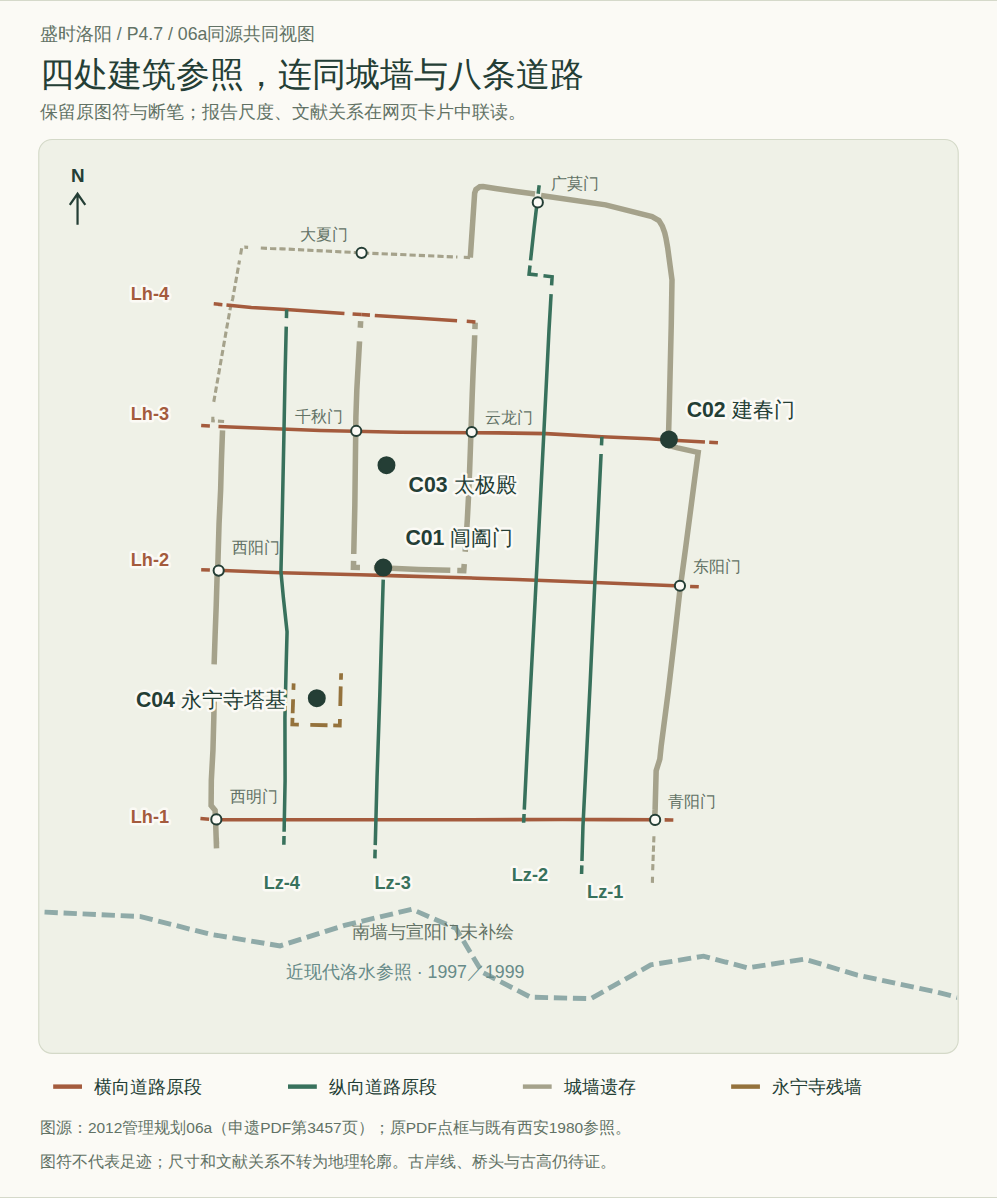 盛时洛阳 / P4.7 / 06a同源共同视图
四处建筑参照，连同城墙与八条道路
保留原图符与断笔；报告尺度、文献关系在网页卡片中联读。
N
广莫门
大夏门
Lh-4
Lh-3
千秋门
云龙门
C02 建春门
C03 太极殿
C01 阊阖门
西阳门
Lh-2
东阳门
C04 永宁寺塔基
西明门
青阳门
Lh-1
Lz-4
Lz-3
Lz-2
Lz-1
南墙与宣阳门未补绘
近现代洛水参照 · 1997／1999
横向道路原段
纵向道路原段
城墙遗存
永宁寺残墙
图源：2012管理规划06a（申遗PDF第3457页）；原PDF点框与既有西安1980参照。
图符不代表足迹；尺寸和文献关系不转为地理轮廓。古岸线、桥头与古高仍待证。